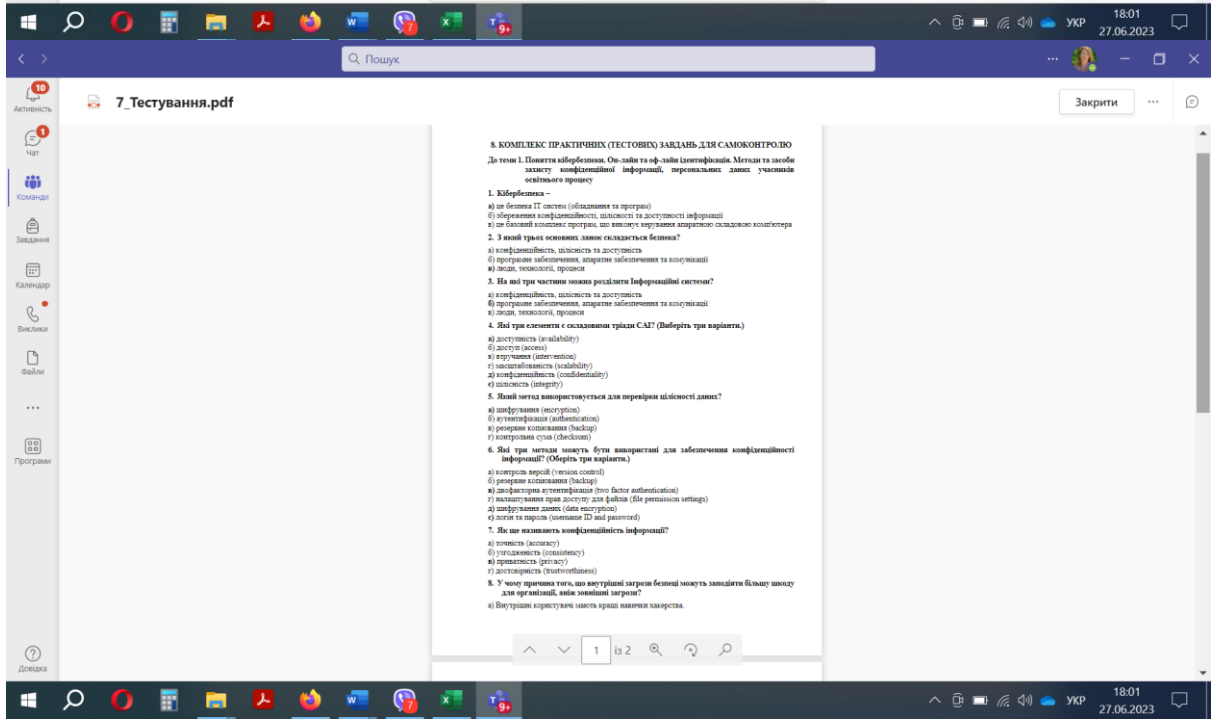 УКР
18:01
27.06.2023
Пошук
10
Активність
7_Тестування.pdf
Закрити
1
Чат
Команди
Завдання
Календар
Виклики
Файли
Програми
Довідка
8. КОМПЛЕКС ПРАКТИЧНИХ (ТЕСТОВИХ) ЗАВДАНЬ ДЛЯ САМОКОНТРОЛЮ
До теми 1. Поняття кібербезпеки. Он-лайн та оф-лайн ідентифікація. Методи та засоби
захисту конфіденційної інформації, персональних даних учасників
освітнього процесу
1. Кібербезпека –
а) це безпека ІТ систем (обладнання та програм)
б) збереження конфіденційності, цілісності та доступності інформації
в) це базовий комплекс програм, що виконує керування апаратною складовою комп'ютера
2. З який трьох основних ланок складається безпека?
а) конфіденційність, цілісність та доступність
б) програмне забезпечення, апаратне забезпечення та комунікації
в) люди, технології, процеси
3. На які три частини можна розділити Інформаційні системи?
а) конфіденційність, цілісність та доступність
б) програмне забезпечення, апаратне забезпечення та комунікації
в) люди, технології, процеси
4. Які три елементи є складовими тріади CAI? (Виберіть три варіанти.)
а) доступність (availability)
б) доступ (access)
в) втручання (intervention)
г) масштабованість (scalability)
д) конфіденційність (confidentiality)
є) цілісність (integrity)
5. Який метод використовується для перевірки цілісності даних?
а) шифрування (encryption)
б) аутентифікація (authentication)
в) резервне копіювання (backup)
г) контрольна сума (checksum)
6. Які три методи можуть бути використані для забезпечення конфіденційності
інформації? (Оберіть три варіанти.)
а) контроль версій (version control)
б) резервне копіювання (backup)
в) двофакторна аутентифікація (two factor authentication)
г) налаштування прав доступу для файлів (file permission settings)
д) шифрування даних (data encryption)
є) логін та пароль (username ID and password)
7. Як ще називають конфіденційність інформації?
а) точність (accuracy)
б) узгодженість (consistency)
в) приватність (privacy)
г) достовірність (trustworthiness)
8. У чому причина того, що внутрішні загрози безпеці можуть заподіяти більшу шкоду
для організації, аніж зовнішні загрози?
а) Внутрішні користувачі мають кращі навички хакерства.
1 із 2
УКР
18:01
27.06.2023